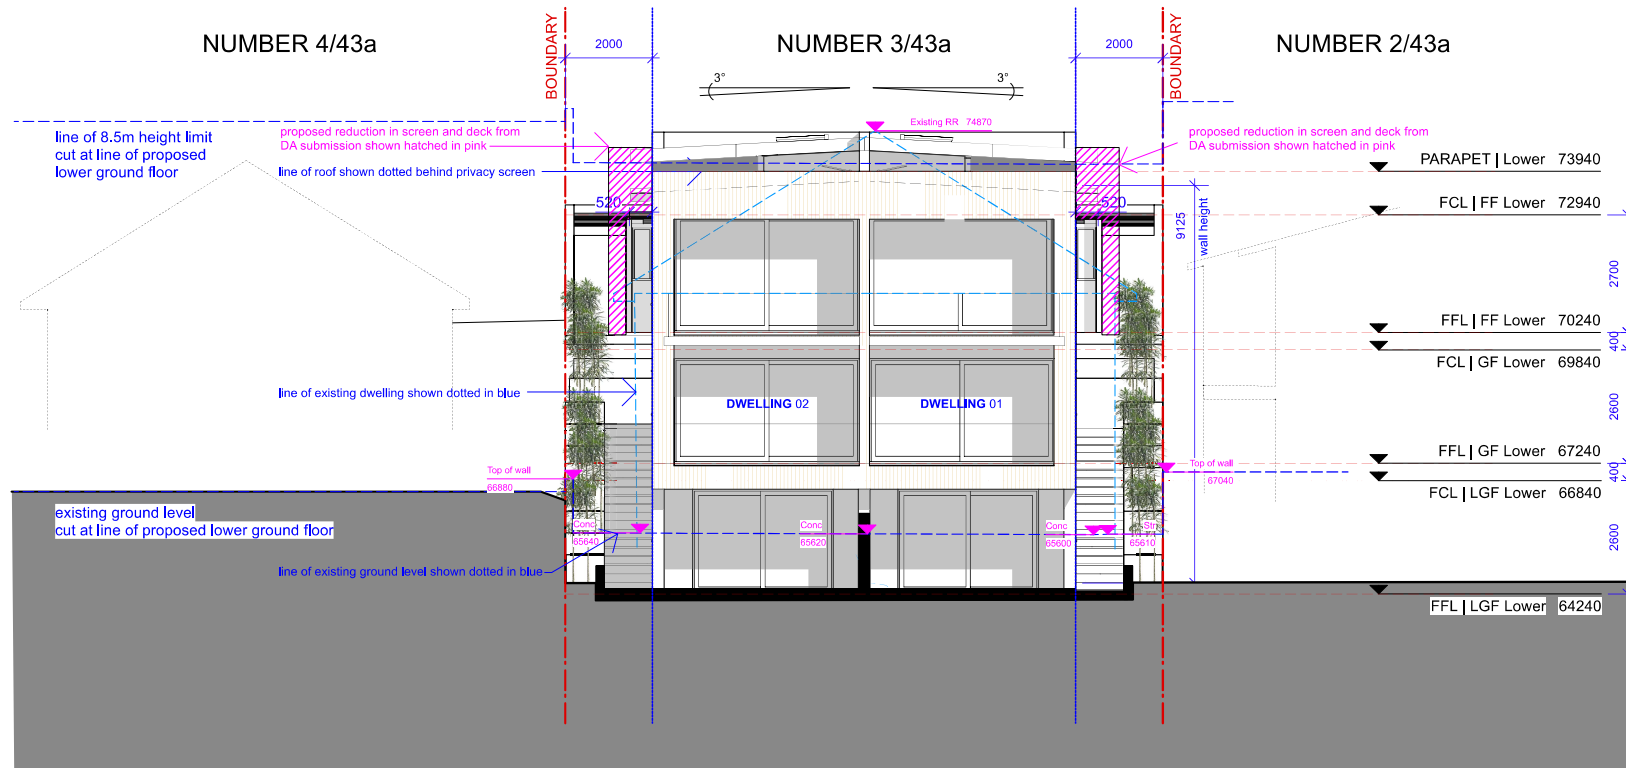 NUMBER 4/43a
BOUNDARY
2000
NUMBER 3/43a
2000
BOUNDARY
NUMBER 2/43a
3°
3°
line of 8.5m height limit
cut at line of proposed
lower ground floor
proposed reduction in screen and deck from
DA submission shown hatched in pink
Existing RR 74870
proposed reduction in screen and deck from
DA submission shown hatched in pink
line of roof shown dotted behind privacy screen
PARAPET | Lower 73940
520
520
9125
wall height
FCL | FF Lower 72940
2700
FFL | FF Lower 70240
400
FCL | GF Lower 69840
line of existing dwelling shown dotted in blue
DWELLING 02
DWELLING 01
2600
FFL | GF Lower 67240
Top of wall
66880
Top of wall
67040
400
FCL | LGF Lower 66840
existing ground level
cut at line of proposed lower ground floor
Conc
65640
Conc
65620
Conc
65600
Str
65610
2600
line of existing ground level shown dotted in blue
FFL | LGF Lower 64240